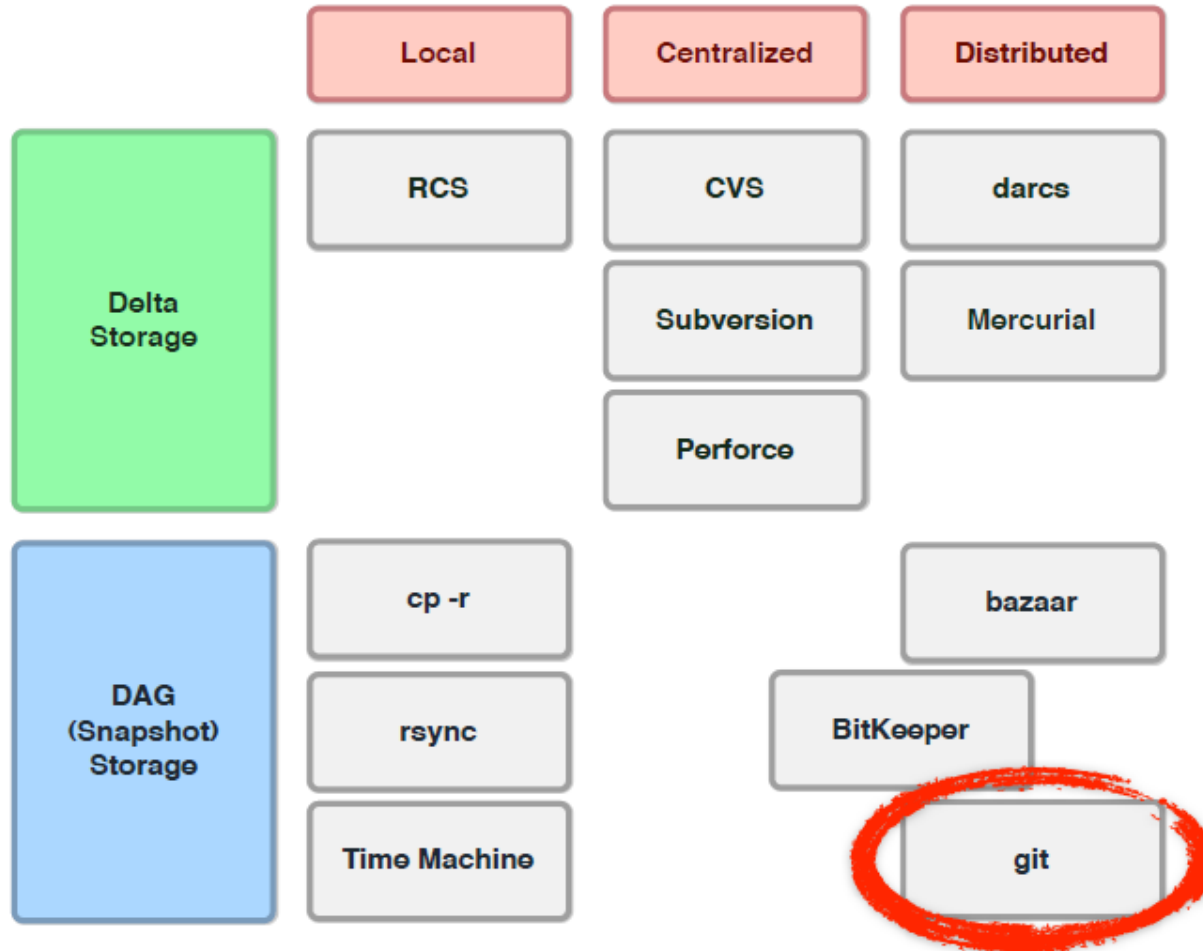 Local
Centralized
Distributed
Delta
Storage
RCS
CVS
darcs
Subversion
Mercurial
Perforce
DAG
(Snapshot)
Storage
cp -r
bazaar
rsync
BitKeeper
Time Machine
git